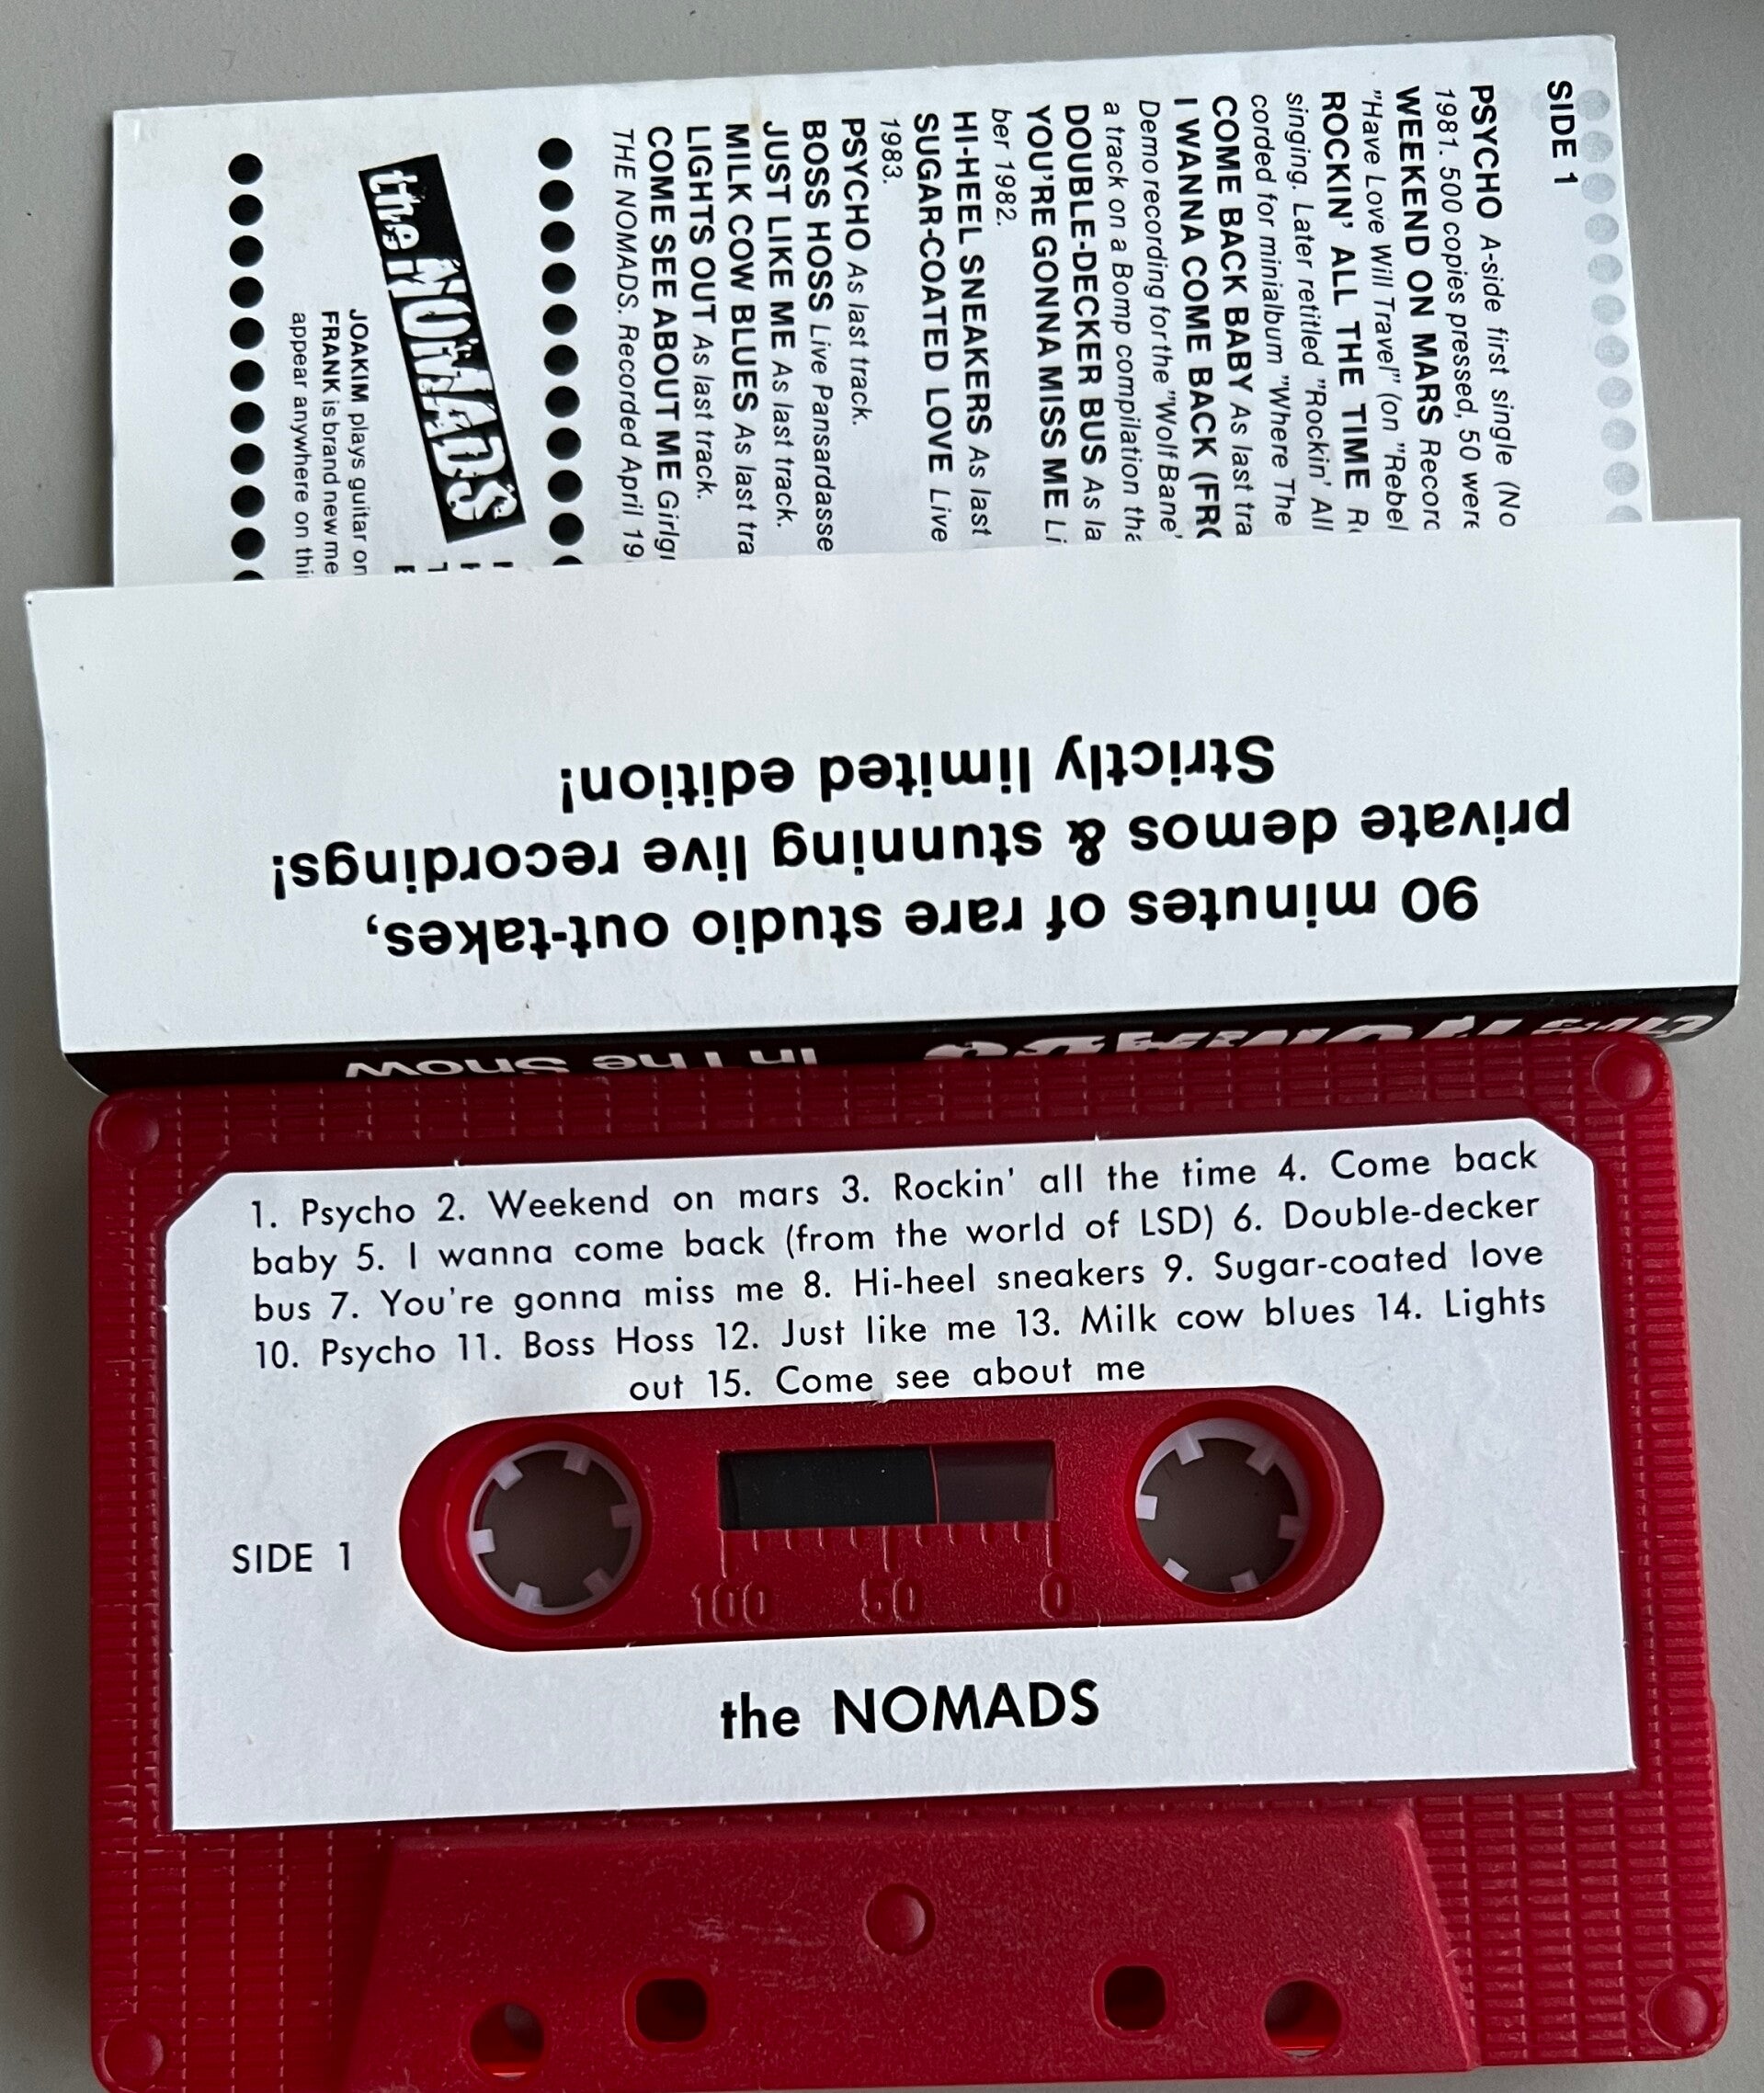 SIDE 1
PSYCHO A-side first single (No
1981. 500 copies pressed, 50 were
WEEKEND ON MARS
"Have Love Will Travel" (on "Rebel
ROCKIN' ALL THE TIME
singing. Later retitled "Rockin' All
corded for minialbum "Where The
COME BACK BABY As last
I WANNA COME BACK
Demo recording for the "Wolf Bane"
a track on a Bomp compilation
DOUBLE-DECKER BUS As
YOU'RE GONNA MISS ME
ber 1982.
HI-HEEL SNEAKERS As last
SUGAR-COATED LOVE Live
1983.
PSYCHO As last track.
BOSS HOSS Live Pansardasse
JUST LIKE ME As last track.
MILK COW BLUES As last
LIGHTS OUT As last track.
COME SEE ABOUT ME
THE NOMADS. Recorded April 19
the NOMADS
JOAKIM plays guitar on
FRANK is brand new
appear anywhere on
90 minutes of rare studio out-takes,
private demos & stunning live recordings!
Strictly limited edition!
the NOMADS In The Snow
1. Psycho 2. Weekend on mars 3. Rockin' all the time 4. Come back
baby 5. I wanna come back (from the world of LSD) 6. Double-decker
bus 7. You're gonna miss me 8. Hi-heel sneakers 9. Sugar-coated love
10. Psycho 11. Boss Hoss 12. Just like me 13. Milk cow blues 14. Lights
out 15. Come see about me
SIDE 1
100 50 0
the NOMADS